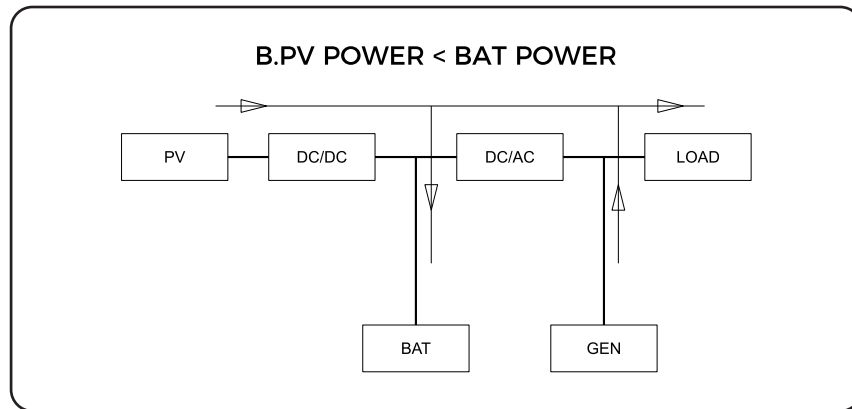 B.PV POWER < BAT POWER
PV
DC/DC
DC/AC
LOAD
BAT
GEN